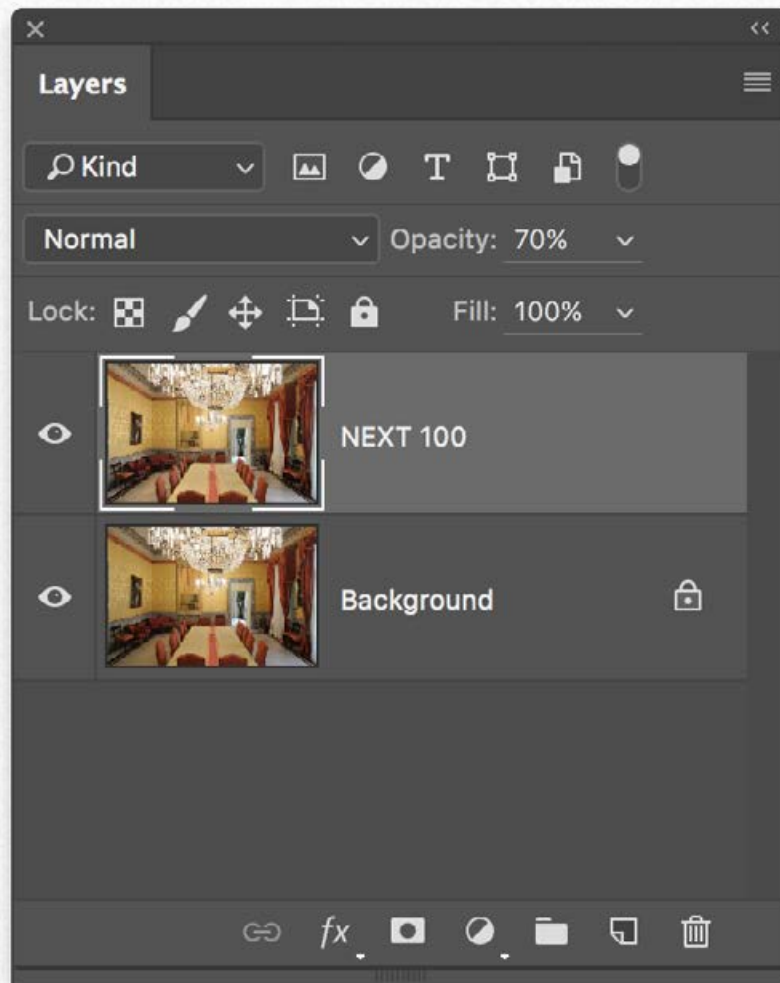 Layers
Kind
Normal Opacity: 70%
Lock: Fill: 100%
NEXT 100
Background
fx